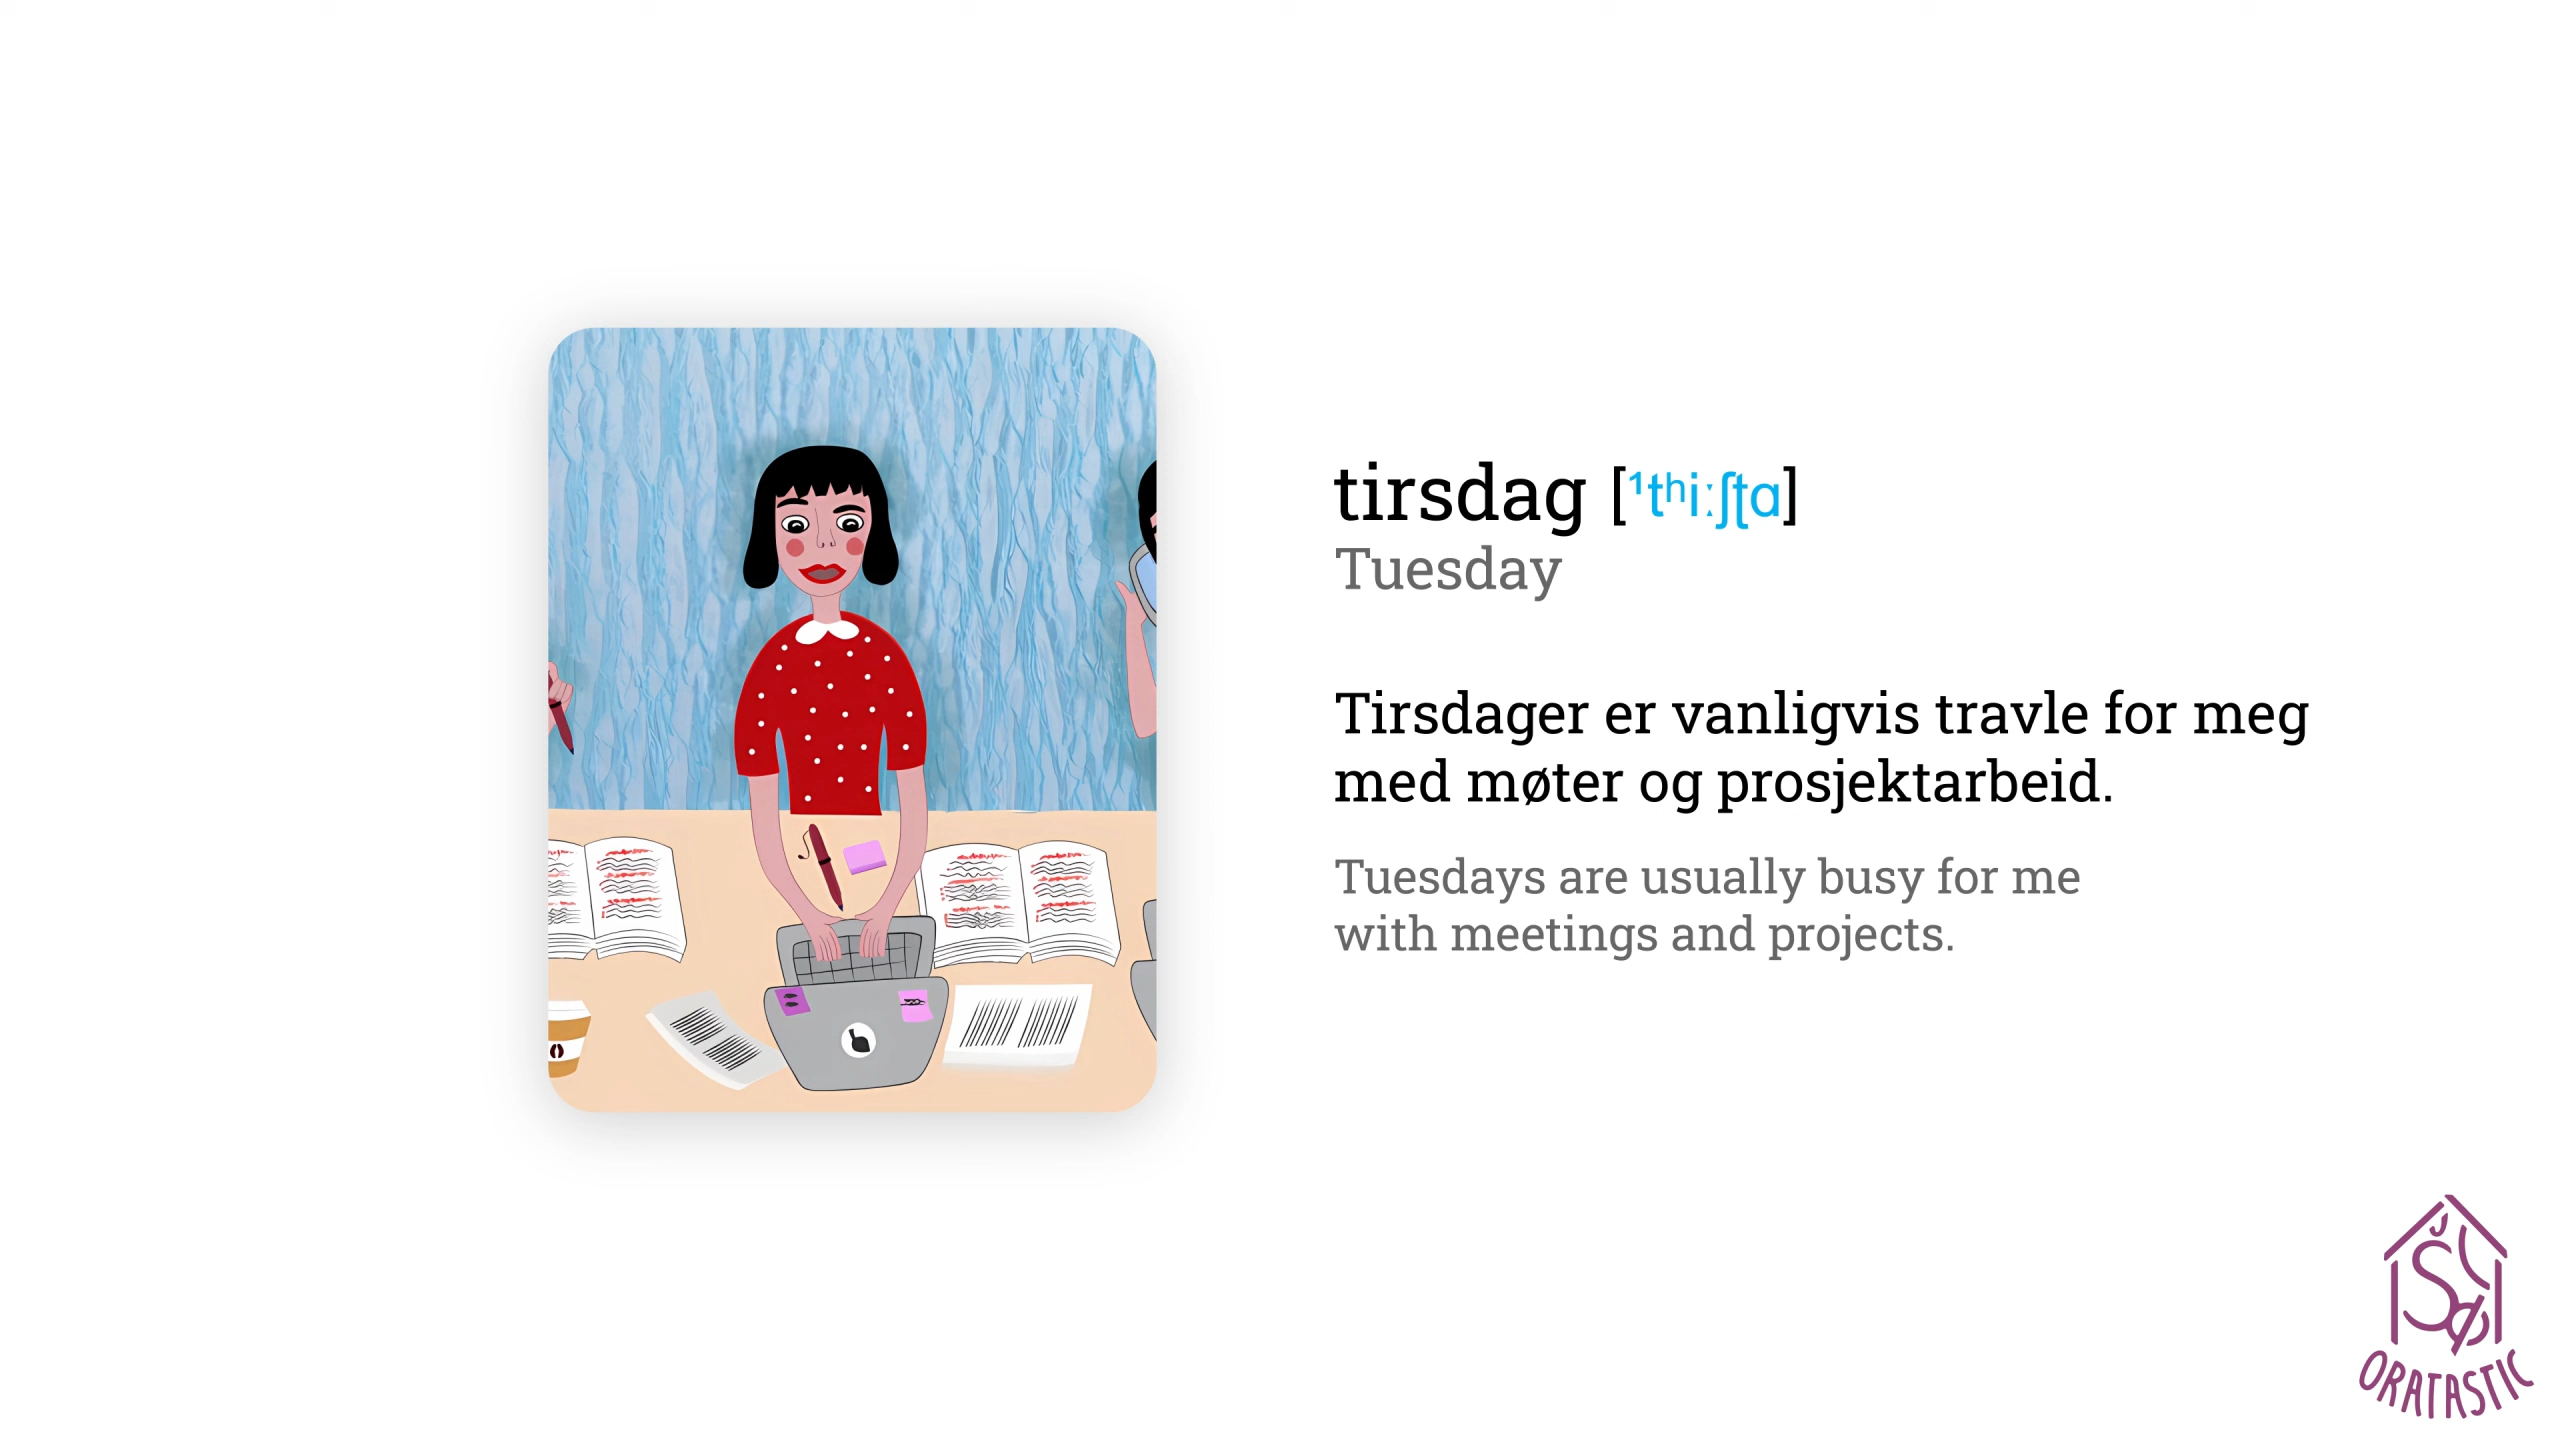 tirsdag [¹tʰiːʃʈɑ]
Tuesday
Tirsdager er vanligvis travle for meg
med møter og prosjektarbeid.
Tuesdays are usually busy for me
with meetings and projects.
ORATASTIC